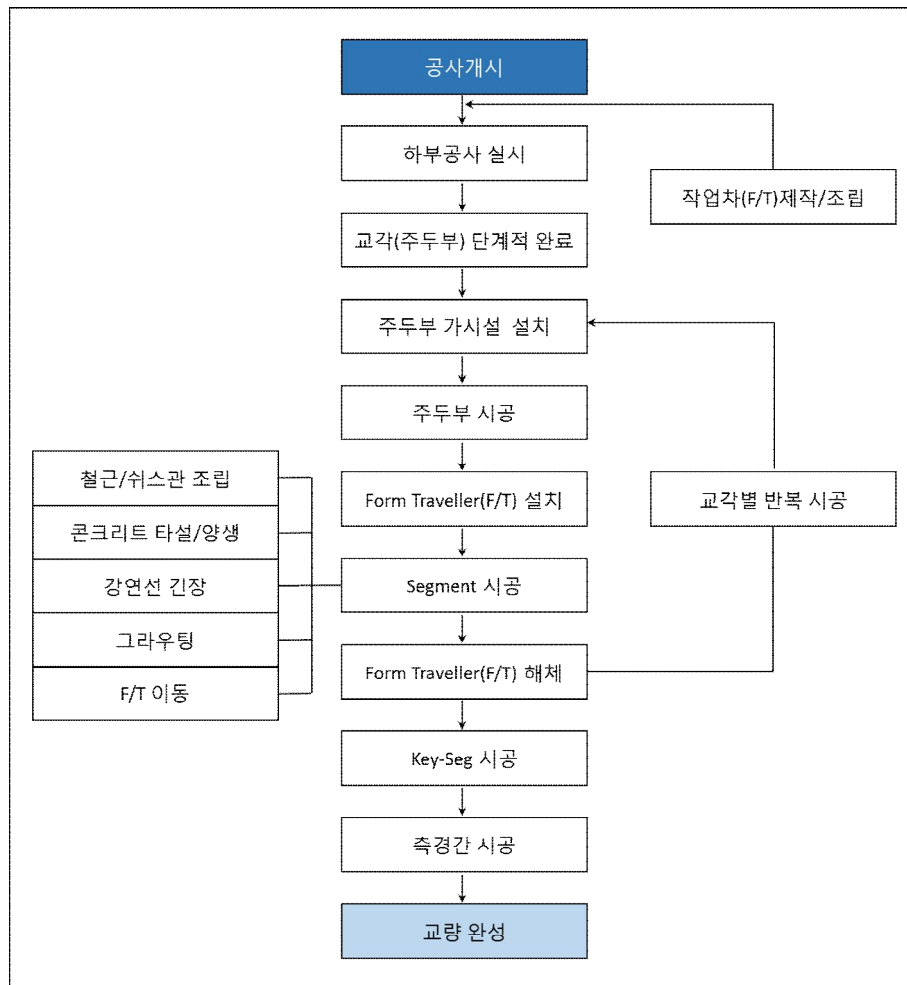 공사개시
하부공사 실시
작업차(F/T)제작/조립
교각(주두부) 단계적 완료
주두부 가시설 설치
주두부 시공
철근/쉬스관 조립
콘크리트 타설/양생
강연선 긴장
그라우팅
F/T 이동
Form Traveller(F/T) 설치
교각별 반복 시공
Segment 시공
Form Traveller(F/T) 해체
Key-Seg 시공
측경간 시공
교량 완성